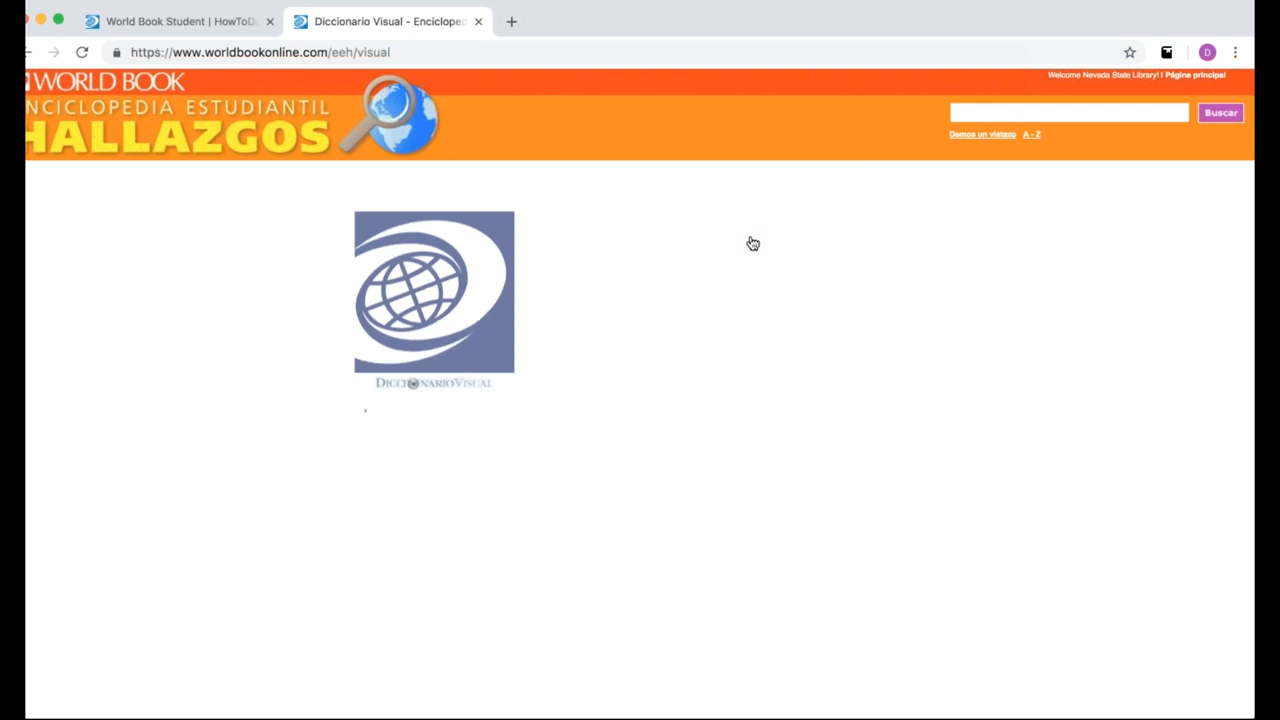 World Book Student | HowToD
Diccionario Visual - Encicloped
https://www.worldbookonline.com/eeh/visual
D
WORLD BOOK
Welcome Nevada State Library! | Página principal
NCICLOPEDIA ESTUDIANTIL
HALLAZGOS
Buscar
Demos un vistazo A - Z
DICCIONARIOVISUAL